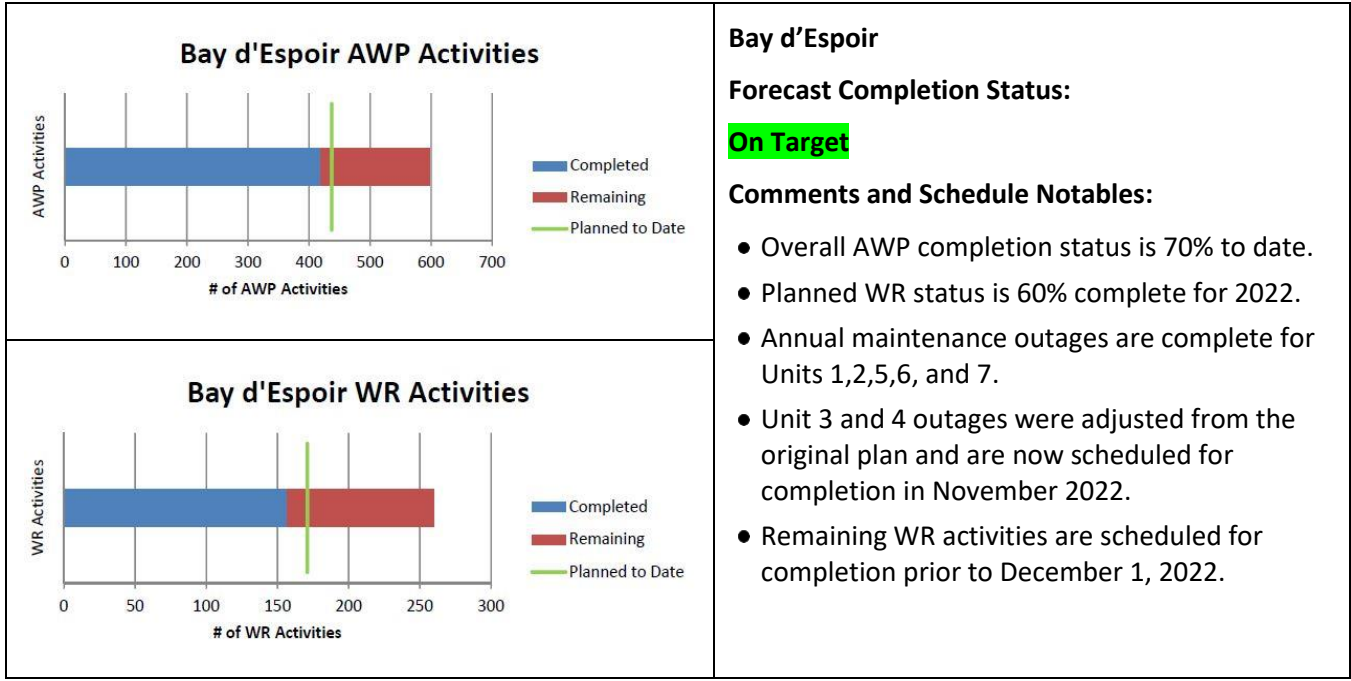 Bay d'Espoir AWP Activities
AWP Activities
Completed
Remaining
Planned to Date
0 100 200 300 400 500 600 700
# of AWP Activities
Bay d'Espoir WR Activities
WR Activities
Completed
Remaining
Planned to Date
0 50 100 150 200 250 300
# of WR Activities
Bay d’Espoir
Forecast Completion Status:
On Target
Comments and Schedule Notables:
● Overall AWP completion status is 70% to date.
● Planned WR status is 60% complete for 2022.
● Annual maintenance outages are complete for
Units 1,2,5,6, and 7.
● Unit 3 and 4 outages were adjusted from the
original plan and are now scheduled for
completion in November 2022.
● Remaining WR activities are scheduled for
completion prior to December 1, 2022.